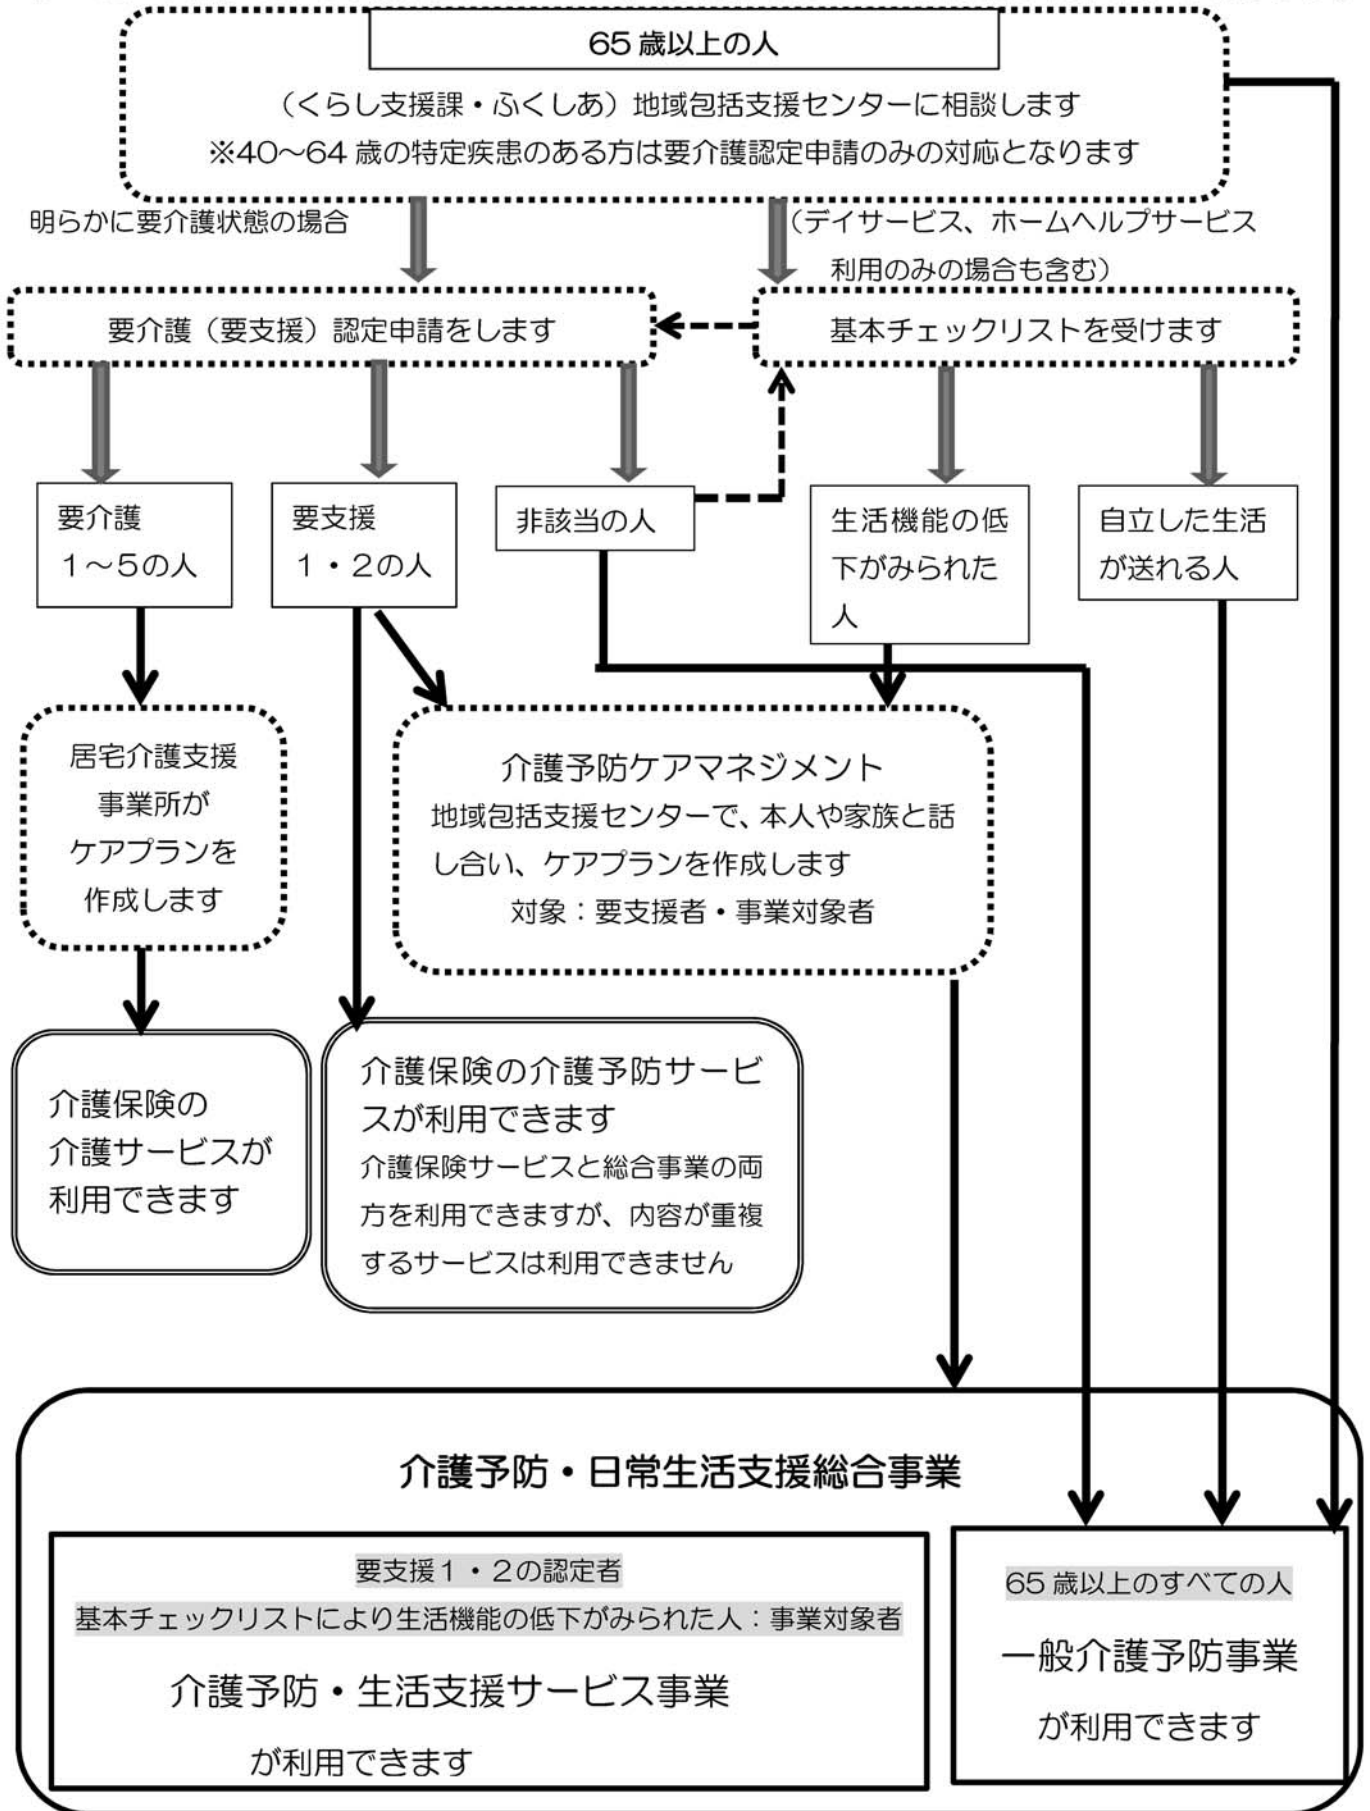 65歳以上の人
(くらし支援課・ふくしあ)地域包括支援センターに相談します
※40~64歳の特定疾患のある方は要介護認定申請のみの対応となります
明らかに要介護状態の場合
(デイサービス、ホームヘルプサービス
利用のみの場合も含む)
要介護(要支援)認定申請をします
基本チェックリストを受けます
要介護
1~5の人
要支援
1・2の人
非該当の人
生活機能の低
下がみられた
人
自立した生活
が送れる人
居宅介護支援
事業所が
ケアプランを
作成します
介護予防ケアマネジメント
地域包括支援センターで、本人や家族と話
し合い、ケアプランを作成します
対象:要支援者・事業対象者
介護保険の
介護サービスが
利用できます
介護保険の介護予防サービ
スが利用できます
介護保険サービスと総合事業の両
方を利用できますが、内容が重複
するサービスは利用できません
介護予防・日常生活支援総合事業
要支援1・2の認定者
基本チェックリストにより生活機能の低下がみられた人:事業対象者
介護予防・生活支援サービス事業
が利用できます
65歳以上のすべての人
一般介護予防事業
が利用できます